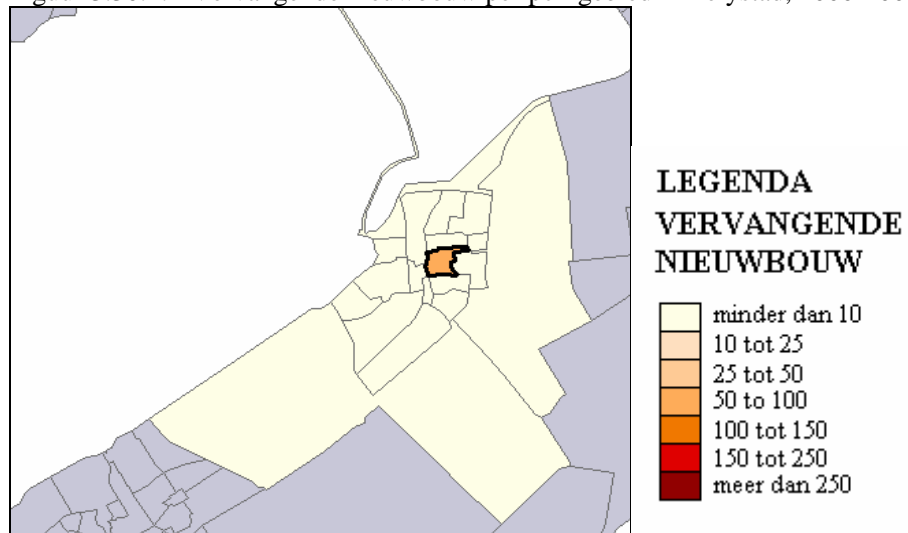 LEGENDA
VERVANGENDE
NIEUWBOUW
minder dan 10
10 tot 25
25 tot 50
50 to 100
100 tot 150
150 tot 250
meer dan 250